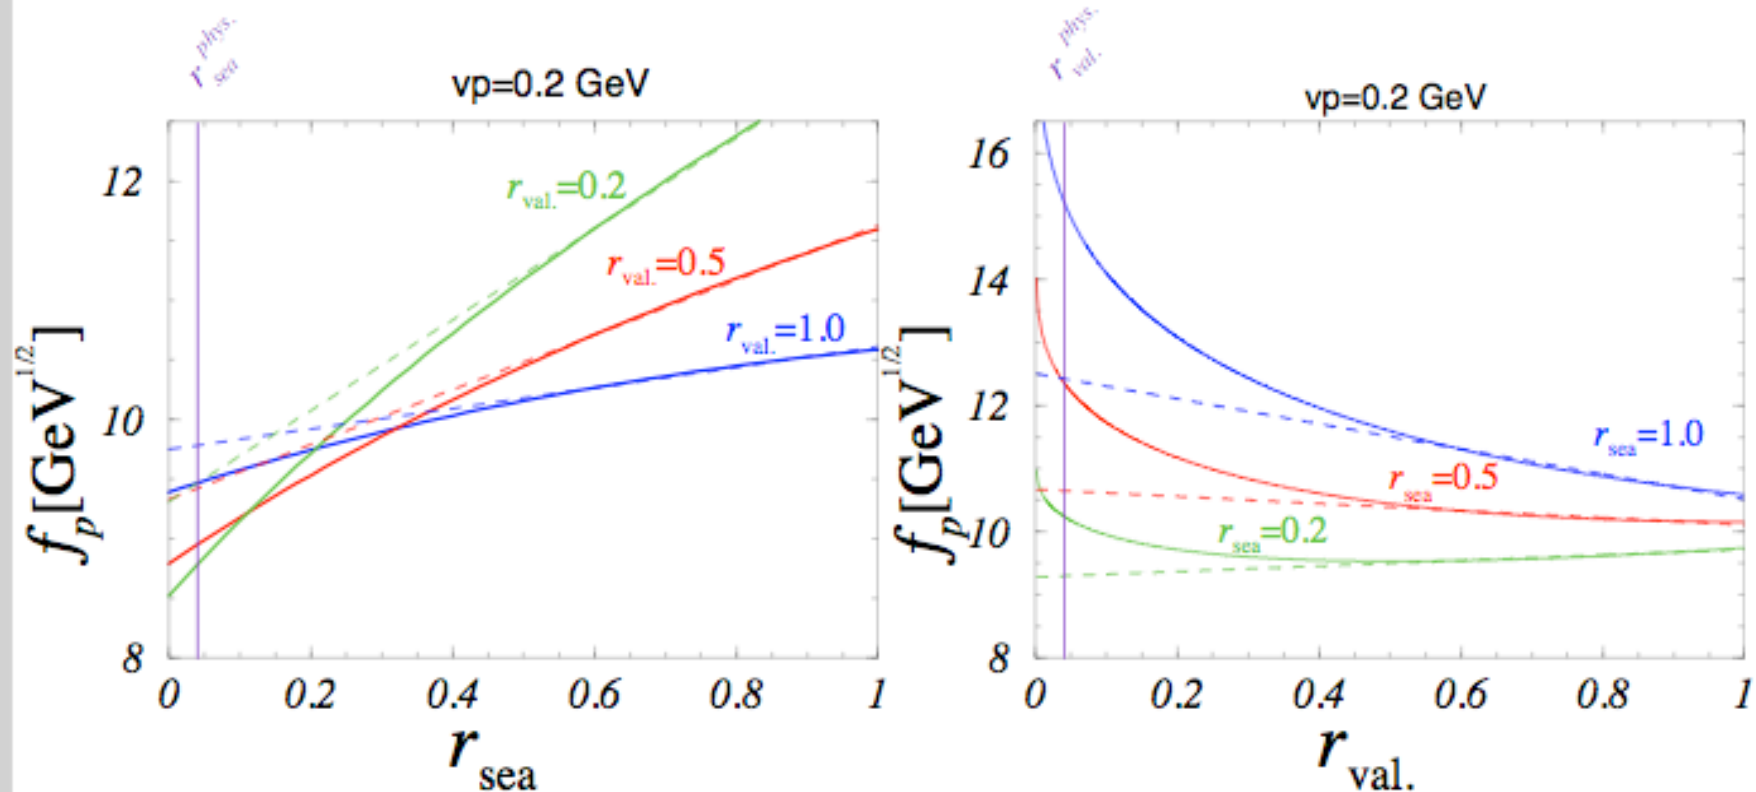 r sea phys.
vp=0.2 GeV
12
10
8
f_p[GeV^1/2]
r_val.=0.2
r_val.=0.5
r_val.=1.0
0 0.2 0.4 0.6 0.8 1
r_sea
r val. phys.
vp=0.2 GeV
16
14
12
10
8
f_p[GeV^1/2]
r_sea=1.0
r_sea=0.5
r_sea=0.2
0 0.2 0.4 0.6 0.8 1
r_val.